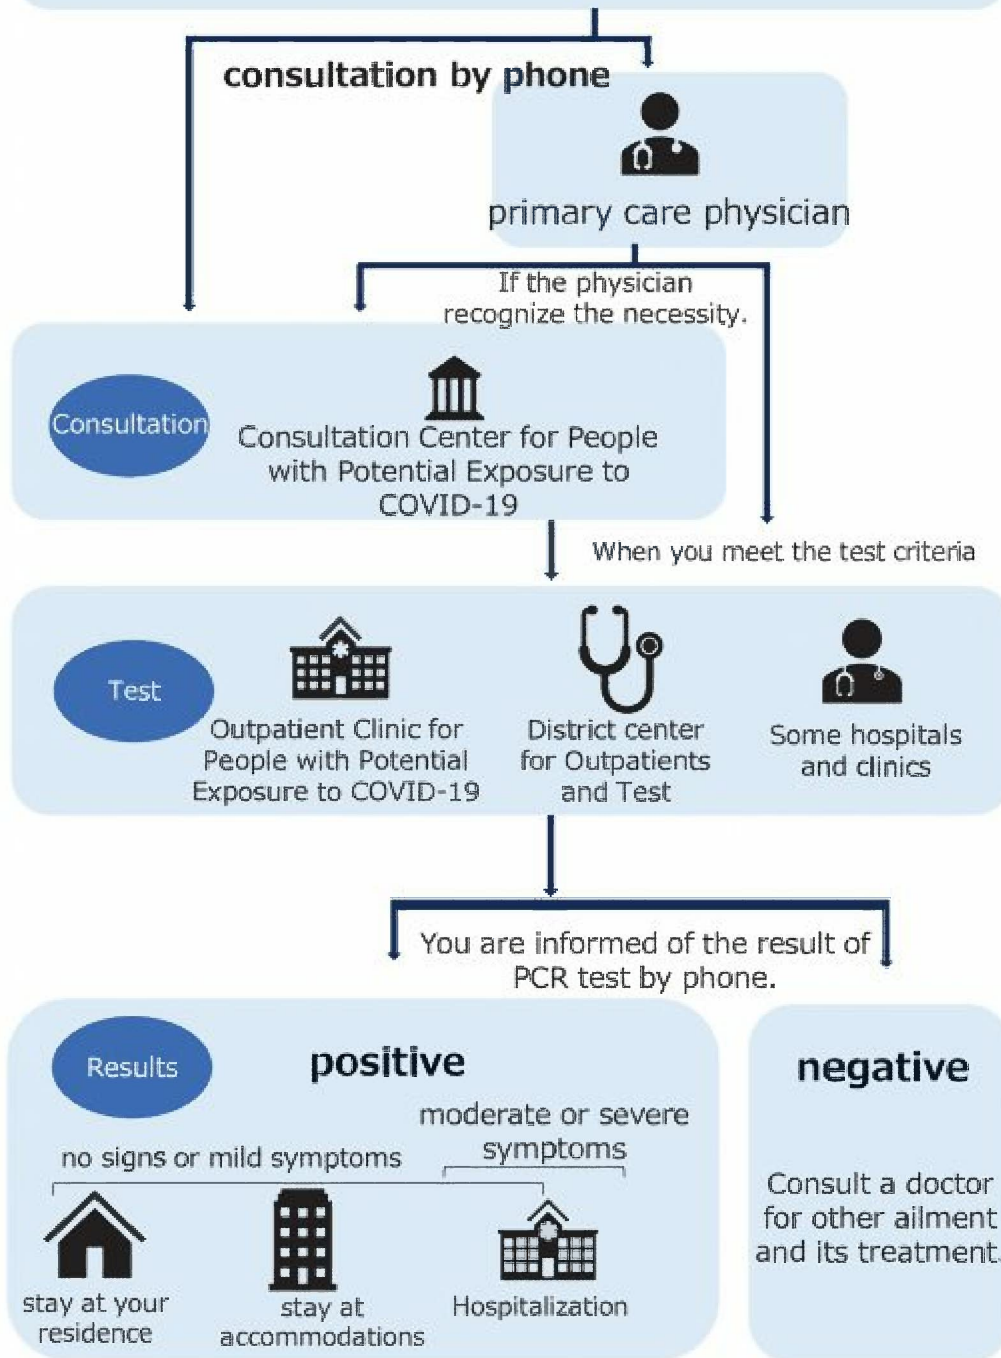 consultation by phone
primary care physician
If the physician
recognize the necessity.
Consultation
Consultation Center for People
with Potential Exposure to
COVID-19
When you meet the test criteria
Test
Outpatient Clinic for
People with Potential
Exposure to COVID-19
District center
for Outpatients
and Test
Some hospitals
and clinics
You are informed of the result of
PCR test by phone.
Results
positive
moderate or severe
symptoms
no signs or mild symptoms
stay at your
residence
stay at
accommodations
Hospitalization
negative
Consult a doctor
for other ailment
and its treatment.